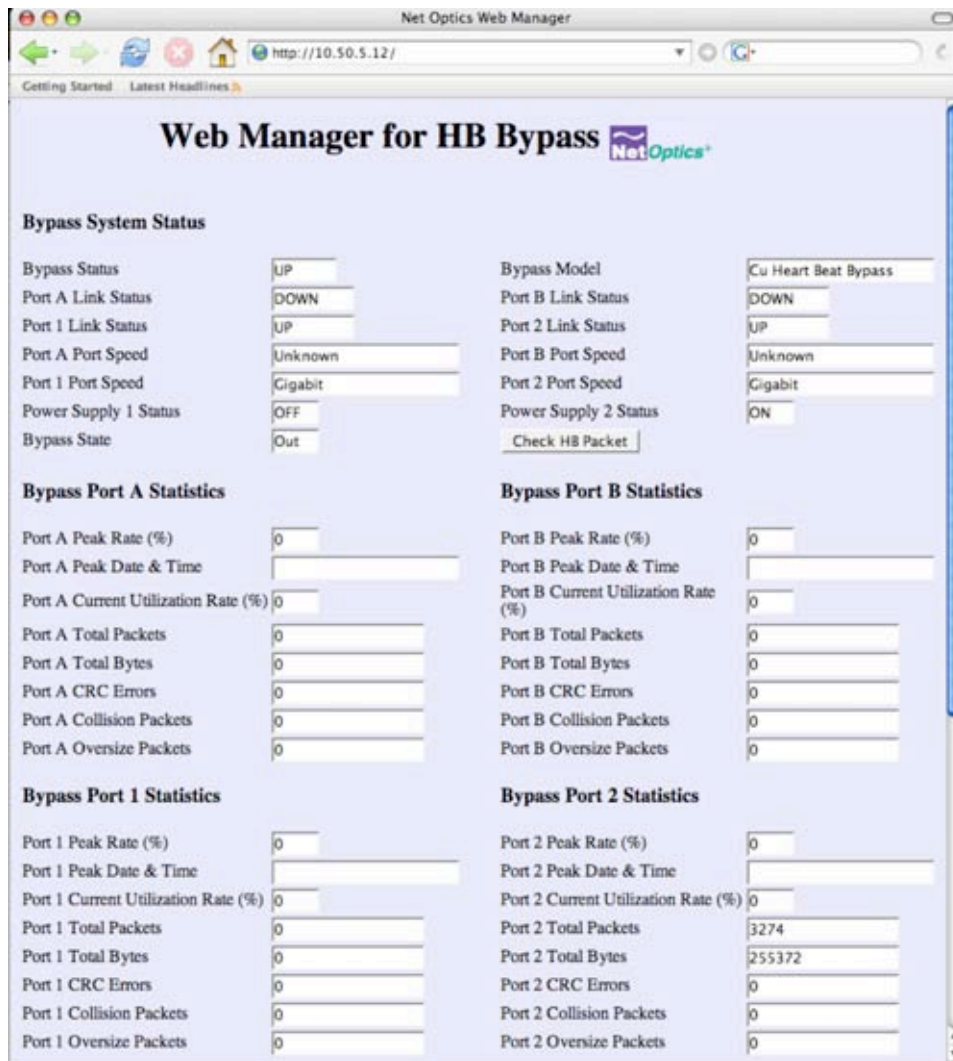 Net Optics Web Manager
http://10.50.5.12/
G
Getting Started Latest Headlines
Web Manager for HB Bypass Net Optics
Bypass System Status
Bypass Status UP Bypass Model Cu Heart Beat Bypass
Port A Link Status DOWN Port B Link Status DOWN
Port 1 Link Status UP Port 2 Link Status UP
Port A Port Speed Unknown Port B Port Speed Unknown
Port 1 Port Speed Gigabit Port 2 Port Speed Gigabit
Power Supply 1 Status OFF Power Supply 2 Status ON
Bypass State Out Check HB Packet
Bypass Port A Statistics Bypass Port B Statistics
Port A Peak Rate (%) 0 Port B Peak Rate (%) 0
Port A Peak Date & Time Port B Peak Date & Time
Port A Current Utilization Rate (%) 0 Port B Current Utilization Rate (%) 0
Port A Total Packets 0 Port B Total Packets 0
Port A Total Bytes 0 Port B Total Bytes 0
Port A CRC Errors 0 Port B CRC Errors 0
Port A Collision Packets 0 Port B Collision Packets 0
Port A Oversize Packets 0 Port B Oversize Packets 0
Bypass Port 1 Statistics Bypass Port 2 Statistics
Port 1 Peak Rate (%) 0 Port 2 Peak Rate (%) 0
Port 1 Peak Date & Time Port 2 Peak Date & Time
Port 1 Current Utilization Rate (%) 0 Port 2 Current Utilization Rate (%) 0
Port 1 Total Packets 0 Port 2 Total Packets 3274
Port 1 Total Bytes 0 Port 2 Total Bytes 255372
Port 1 CRC Errors 0 Port 2 CRC Errors 0
Port 1 Collision Packets 0 Port 2 Collision Packets 0
Port 1 Oversize Packets 0 Port 2 Oversize Packets 0